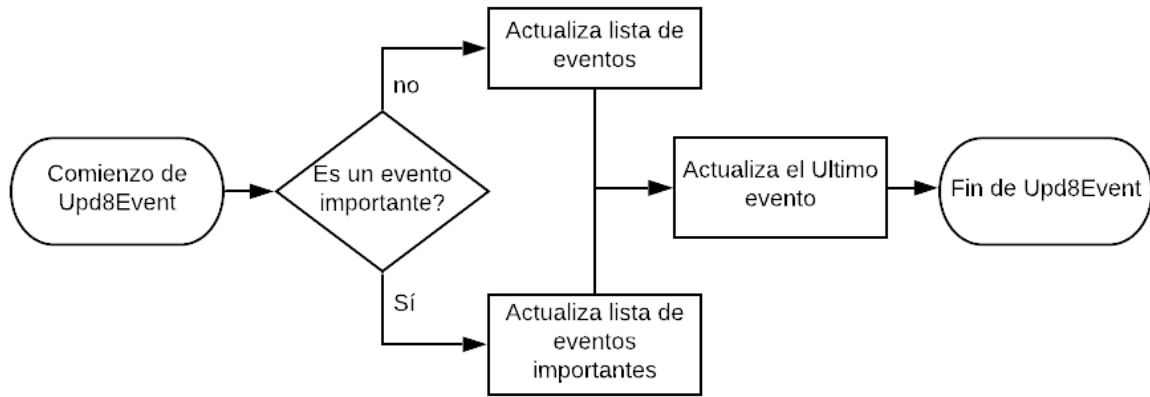 Comienzo de
Upd8Event
Es un evento
importante?
no
Actualiza lista de
eventos
Sí
Actualiza lista de
eventos
importantes
Actualiza el Ultimo
evento
Fin de Upd8Event